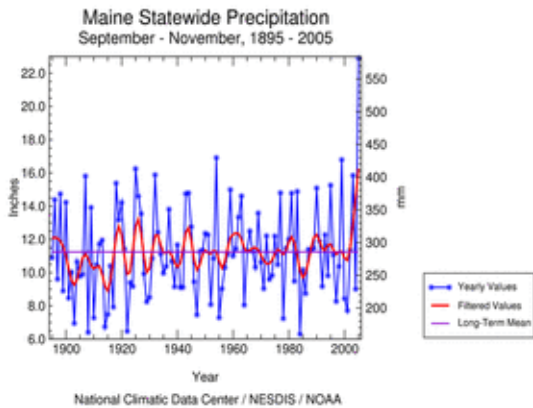 Maine Statewide Precipitation
September - November, 1895 - 2005
22.0
20.0
18.0
16.0
14.0
12.0
10.0
8.0
6.0
Inches
550
500
450
400
350
300
250
200
mm
1900 1920 1940 1960 1980 2000
Year
Yearly Values
Filtered Values
Long-Term Mean
National Climatic Data Center / NESDIS / NOAA